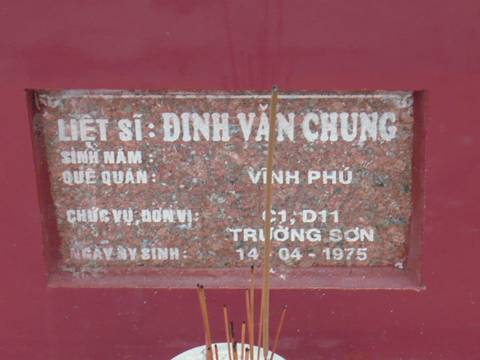 LIỆT SĨ: ĐINH VĂN CHUNG
SINH NĂM :
QUÊ QUÁN : VĨNH PHÚ
CHỨC VỤ, ĐƠN VỊ: C1, D11
TRƯỜNG SƠN
NGÀY HY SINH : 14 - 04 - 1975